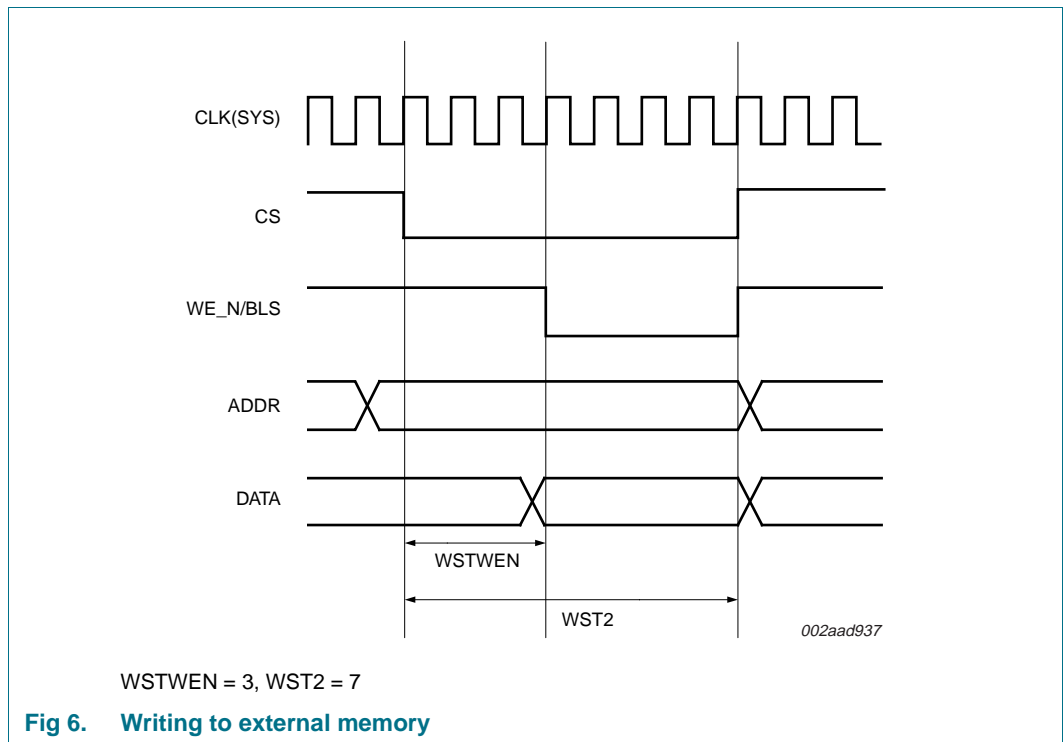 CLK(SYS)
CS
WE_N/BLS
ADDR
DATA
WSTWEN
WST2
002aad937
WSTWEN = 3, WST2 = 7
Fig 6. Writing to external memory